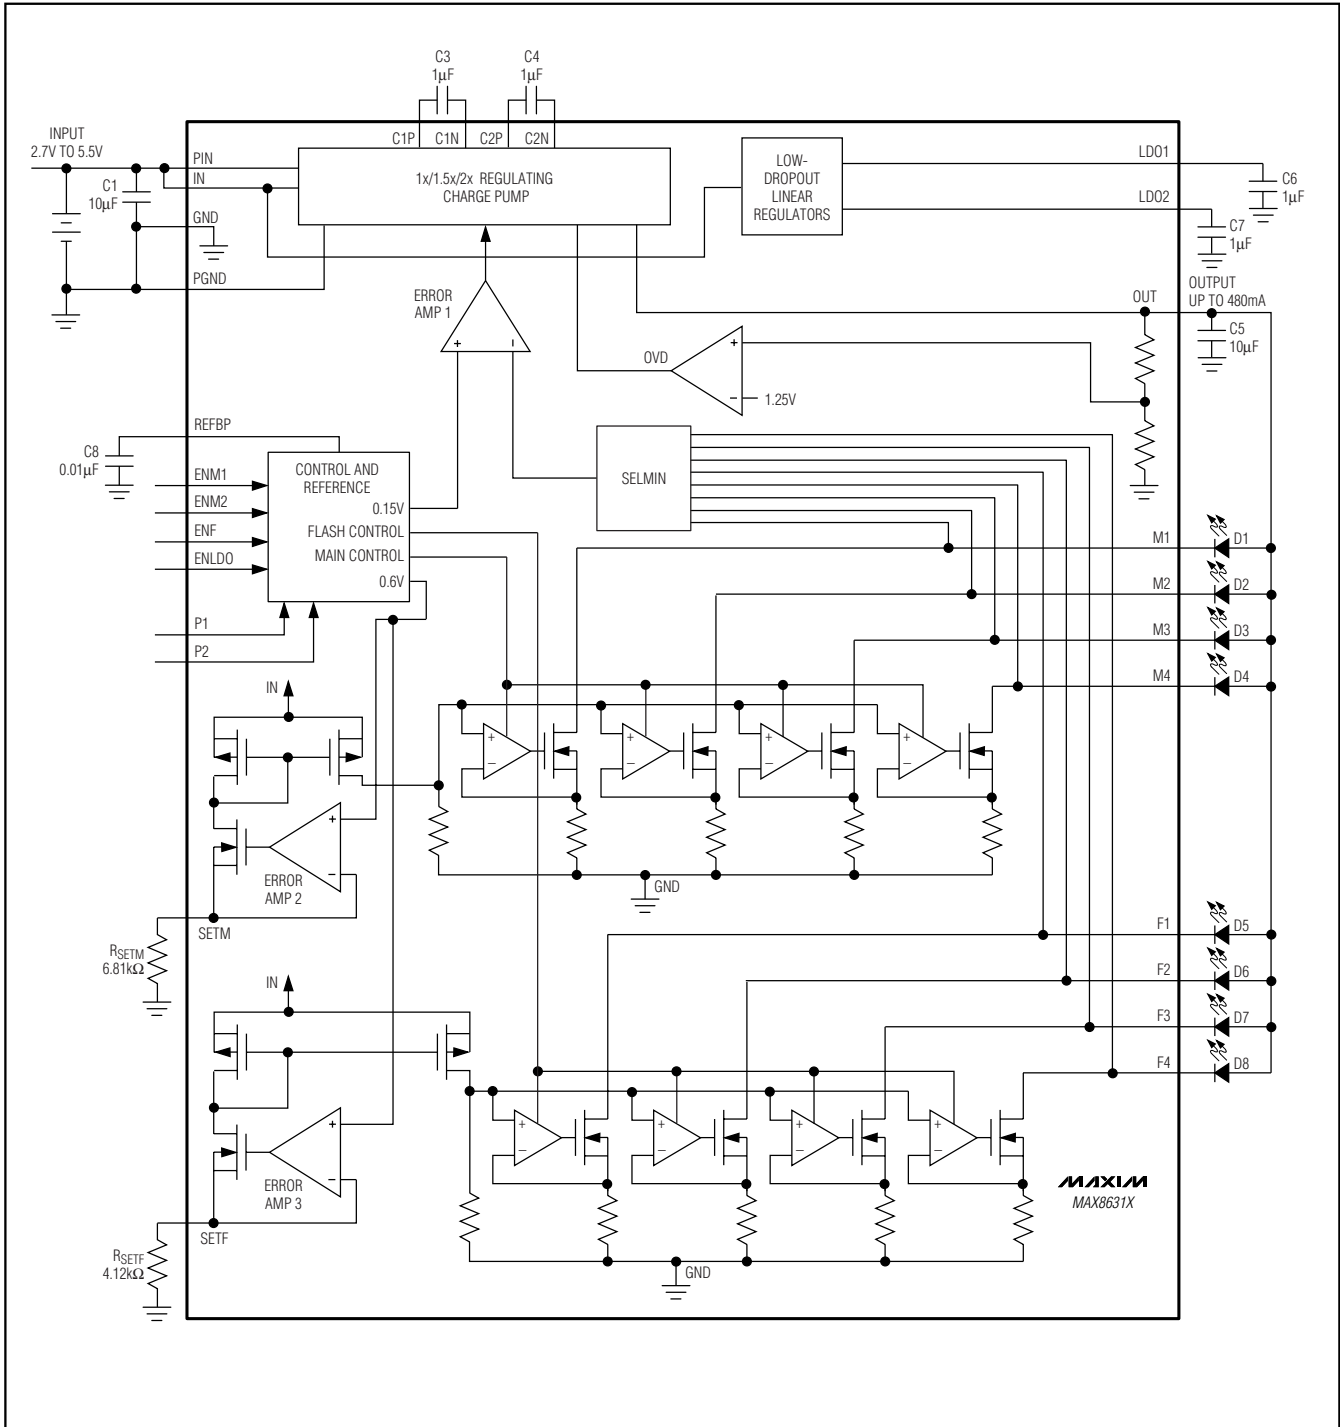 C3
1µF
C4
1µF
INPUT
2.7V TO 5.5V
C1P
C1N
C2P
C2N
PIN
IN
C1
10µF
GND
PGND
1x/1.5x/2x REGULATING
CHARGE PUMP
LOW-
DROPOUT
LINEAR
REGULATORS
LDO1
C6
1µF
LDO2
C7
1µF
ERROR
AMP 1
+
–
OUT
OUTPUT
UP TO 480mA
C5
10µF
OVD
+
–
1.25V
REFBP
C8
0.01µF
ENM1
ENM2
ENF
ENLDO
P1
P2
CONTROL AND
REFERENCE
0.15V
FLASH CONTROL
MAIN CONTROL
0.6V
SELMIN
M1
D1
M2
D2
M3
D3
M4
D4
IN
+
–
+
–
+
–
+
–
+
–
ERROR
AMP 2
GND
SETM
RSETM
6.81kΩ
F1
D5
F2
D6
F3
D7
F4
D8
IN
+
–
+
–
+
–
+
–
+
–
ERROR
AMP 3
MAXIM
MAX8631X
SETF
RSETF
4.12kΩ
GND